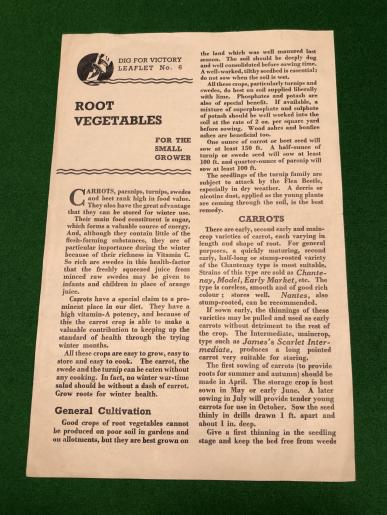 DIG FOR VICTORY
LEAFLET No. 6
ROOT
VEGETABLES
FOR THE
SMALL
GROWER
CARROTS, parsnips, turnips, swedes
and beet rank high in food value.
They also have the great advantage
that they can be stored for winter use.
Their main food constituent is sugar,
which forms a valuable source of energy.
And, although they contain little of the
flesh-forming substances, they are of
particular importance during the winter
because of their richness in Vitamin C.
So rich are swedes in this health-factor
that the freshly squeezed juice from
minced raw swedes may be given to
infants and children in place of orange
juice.
Carrots have a special claim to a pro-
minent place in our diet. They have a
high vitamin-A potency, and because of
this the carrot crop is able to make a
valuable contribution to keeping up the
standard of health through the trying
winter months.
All these crops are easy to grow, easy to
store and easy to cook. The carrot, the
swede and the turnip can be eaten without
any cooking. In fact, no winter war-time
salad should be without a dash of carrot.
Grow roots for winter health.
General Cultivation
Good crops of root vegetables cannot
be produced on poor soil in gardens and
on allotments, but they are best grown on
the land which was well manured last
season. The soil should be deeply dug
and well consolidated before sowing time.
A well-worked, tilthy seedbed is essential;
do not sow when the soil is wet.
All these crops, particularly turnips and
swedes, do best on soil supplied liberally
with lime. Phosphates and potash are
also of special benefit. If available, a
mixture of superphosphate and sulphate
of potash should be well worked into the
soil at the rate of 2 oz. per square yard
before sowing. Wood ashes and bonfire
ashes are beneficial too.
One ounce of carrot or beet seed will
sow at least 150 ft. A half-ounce of
turnip or swede seed will sow at least
100 ft. and quarter-ounce of parsnip will
sow at least 100 ft.
The seedlings of the turnip family are
subject to attack by the Flea Beetle,
especially in dry weather. A derris or
nicotine dust, applied as the young plants
are coming through the soil, is the best
remedy.
CARROTS
There are early, second early and main-
crop varieties of carrot, each varying in
length and shape of root. For general
purposes, a quickly maturing, second
early, half-long or stump-rooted variety
of the Chantenay type is most suitable.
Strains of this type are sold as Chante-
nay, Model, Early Market, etc. The
type is coreless, smooth and of good rich
colour; stores well. Nantes, also
stump-rooted, can be recommended.
If sown early, the thinnings of these
varieties may be pulled and used as early
carrots without detriment to the rest of
the crop. The Intermediate, maincrop,
type such as James's Scarlet Inter-
mediate, produces a long pointed
carrot very suitable for storing.
The first sowing of carrots (to provide
roots for summer and autumn) should be
made in April. The storage crop is best
sown in May or early June. A later
sowing in July will provide tender young
carrots for use in October. Sow the seed
thinly in drills drawn 1 ft. apart and
about 1 in. deep.
Give a first thinning in the seedling
stage and keep the bed free from weeds